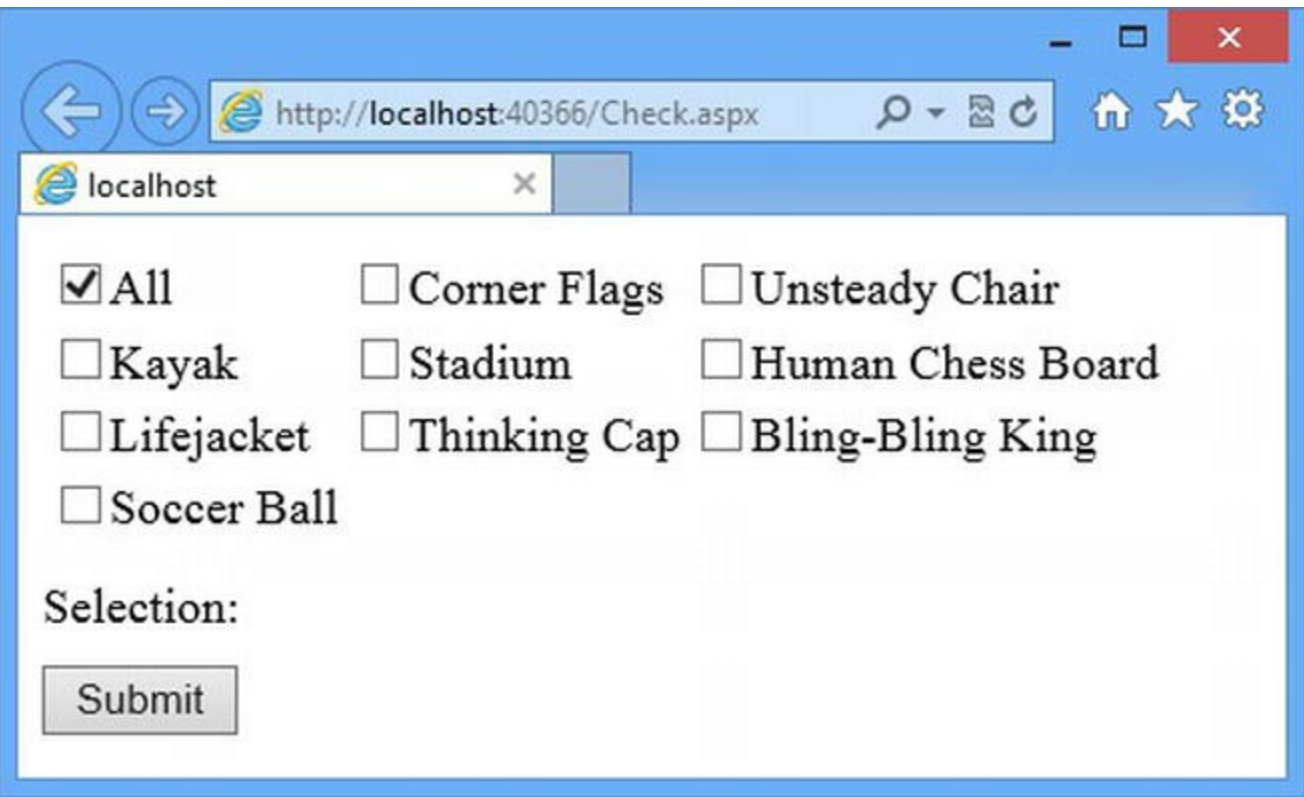 http://localhost:40366/Check.aspx
localhost
All Corner Flags Unsteady Chair
Kayak Stadium Human Chess Board
Lifejacket Thinking Cap Bling-Bling King
Soccer Ball
Selection:
Submit